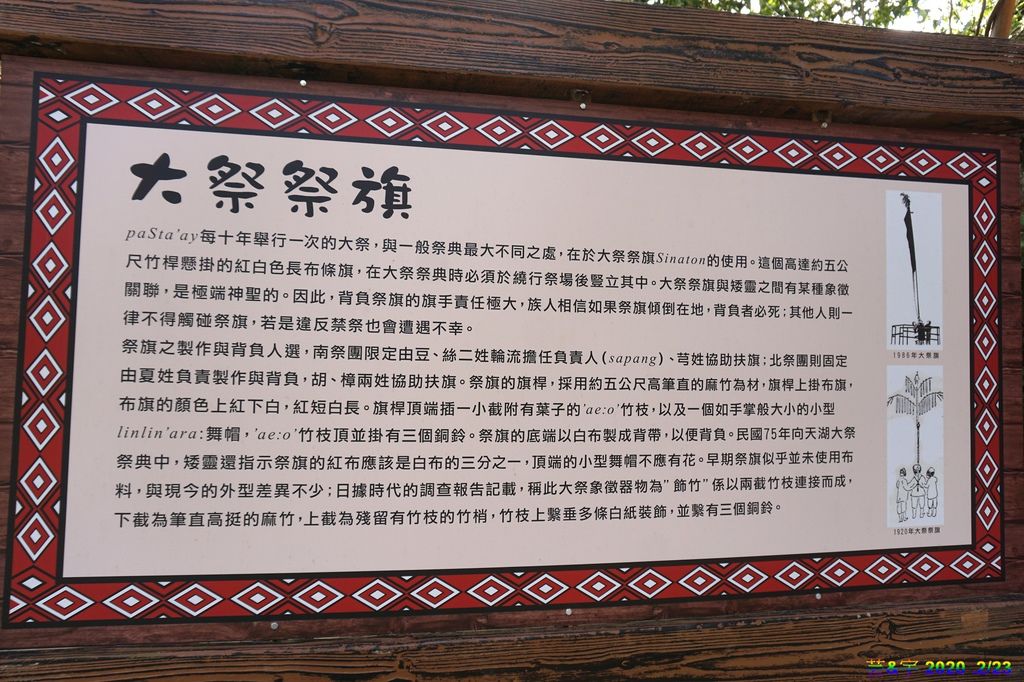 大祭祭旗
paSta'ay每十年舉行一次的大祭，與一般祭典最大不同之處，在於大祭祭旗Sinaton的使用。這個高達約五公
尺竹桿懸掛的紅白色長布條旗，在大祭祭典時必須於繞行祭場後豎立其中。大祭祭旗與矮靈之間有某種象徵
關聯，是極端神聖的。因此，背負祭旗的旗手責任極大，族人相信如果祭旗傾倒在地，背負者必死；其他人則一
律不得觸碰祭旗，若是違反禁祭也會遭遇不幸。
祭旗之製作與背負人選，南祭團限定由豆、絲二姓輪流擔任負責人(sapang)、芎姓協助扶旗；北祭團則固定
由夏姓負責製作與背負，胡、樟兩姓協助扶旗。祭旗的旗桿，採用約五公尺高筆直的麻竹為材，旗桿上掛布旗，
布旗的顏色上紅下白，紅短白長。旗桿頂端插一小截附有葉子的'ae:o'竹枝，以及一個如手掌般大小的小型
linlin'ara:舞帽，'ae:o'竹枝頂並掛有三個銅鈴。祭旗的底端以白布製成背帶，以便背負。民國75年向天湖大祭
祭典中，矮靈還指示祭旗的紅布應該是白布的三分之一，頂端的小型舞帽不應有花。早期祭旗似乎並未使用布
料，與現今的外型差異不少；日據時代的調查報告記載，稱此大祭象徵器物為"飾竹"係以兩截竹枝連接而成，
下截為筆直高挺的麻竹，上截為殘留有竹枝的竹梢，竹枝上繫垂多條白紙裝飾，並繫有三個銅鈴。
1986年大祭旗
1920年大祭祭旗
&宇 2020 2/23